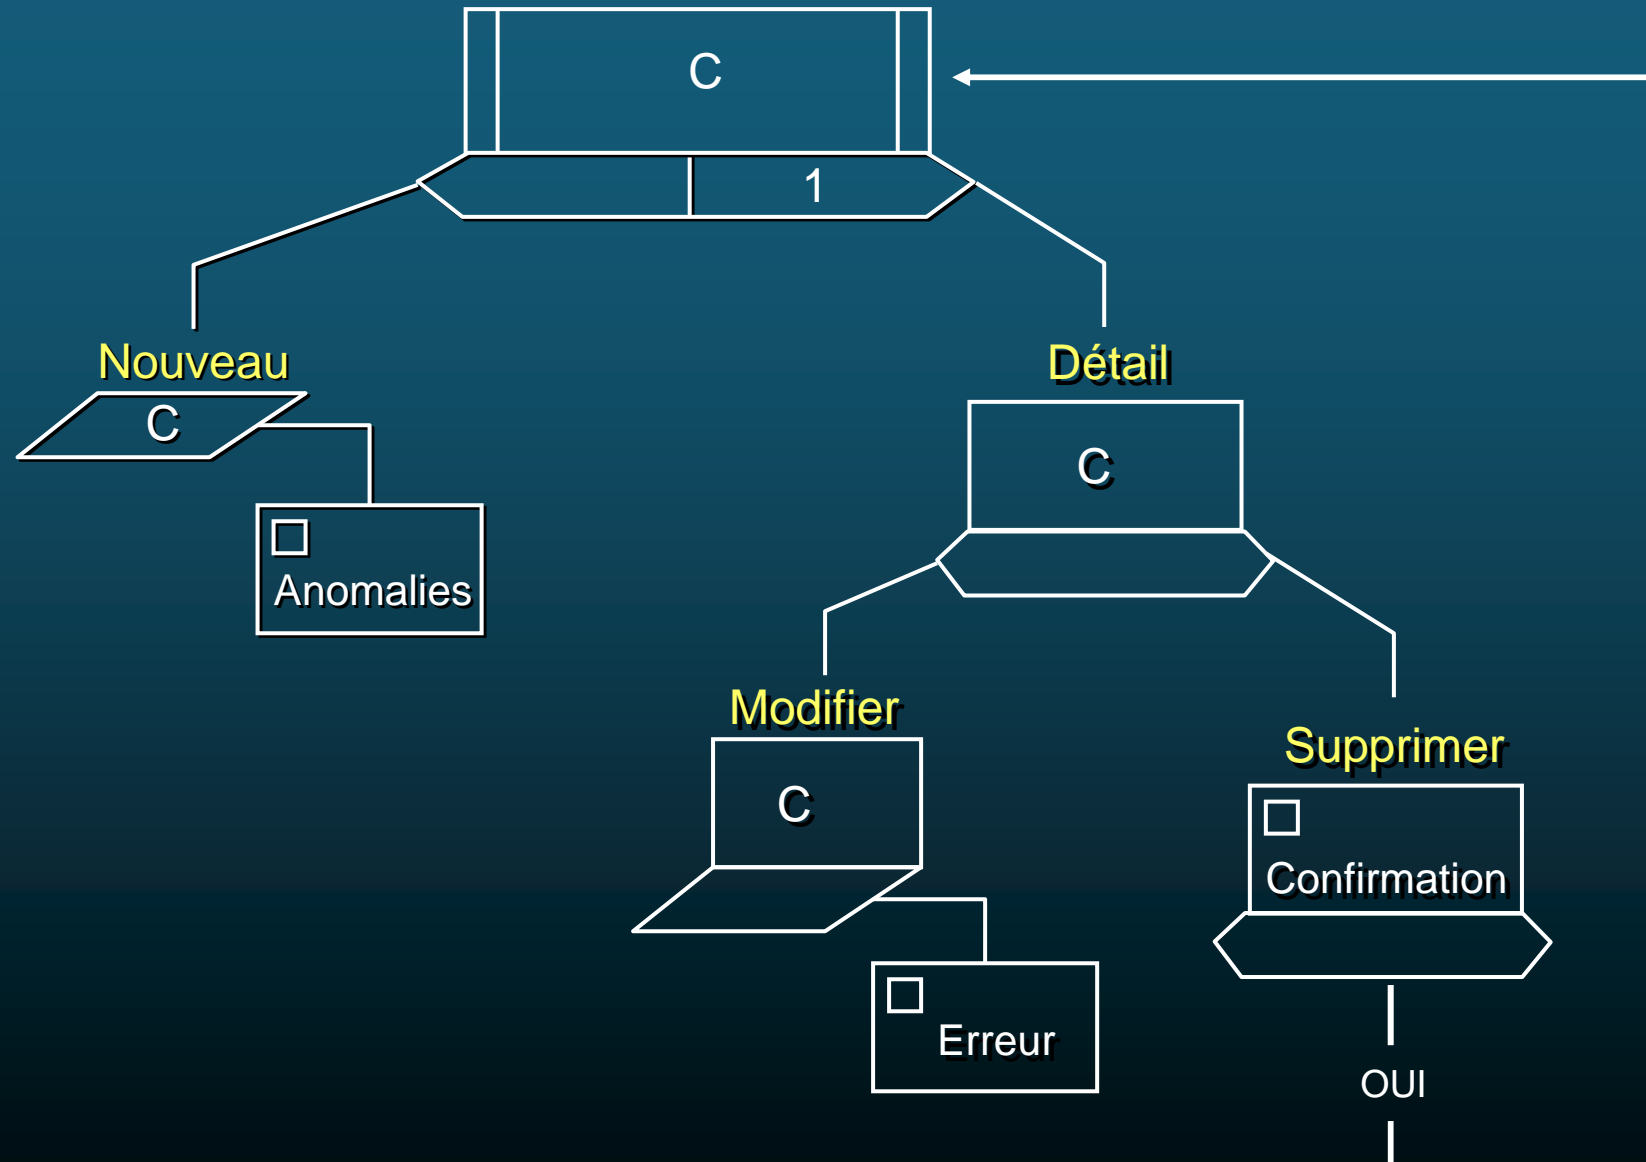 C
1
Nouveau
Détail
C
C
Anomalies
Modifier
Supprimer
C
Confirmation
Erreur
OUI